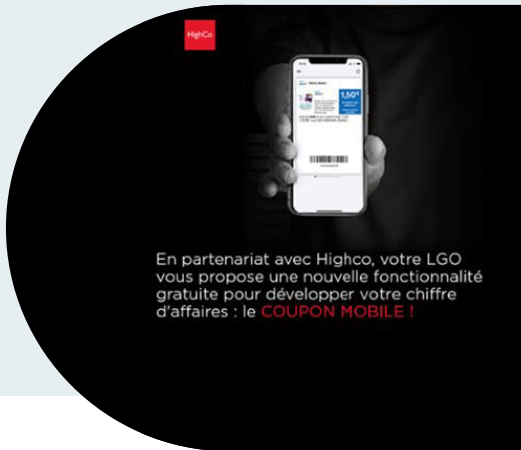 HighCo
1,50€
En partenariat avec Highco, votre LGO
vous propose une nouvelle fonctionnalité
gratuite pour développer votre chiffre
d'affaires : le COUPON MOBILE !